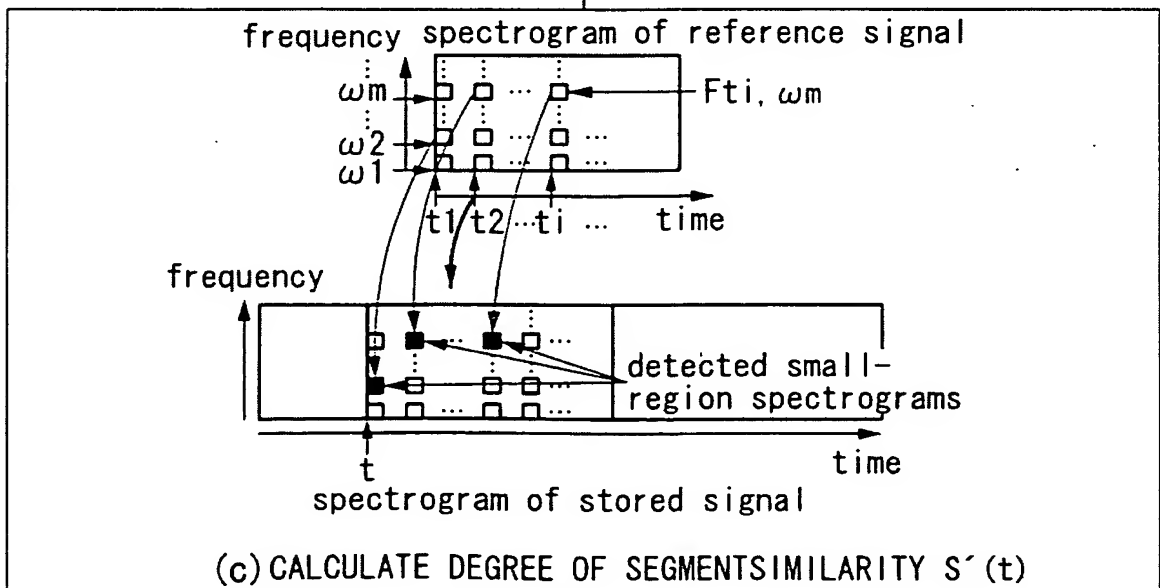 frequency spectrogram of reference signal
ωm
Fti, ωm
ω2
ω1
t1 t2 ... ti ... time
frequency
detected small-
region spectrograms
t
time
spectrogram of stored signal
(c) CALCULATE DEGREE OF SEGMENTSIMILARITY S´(t)